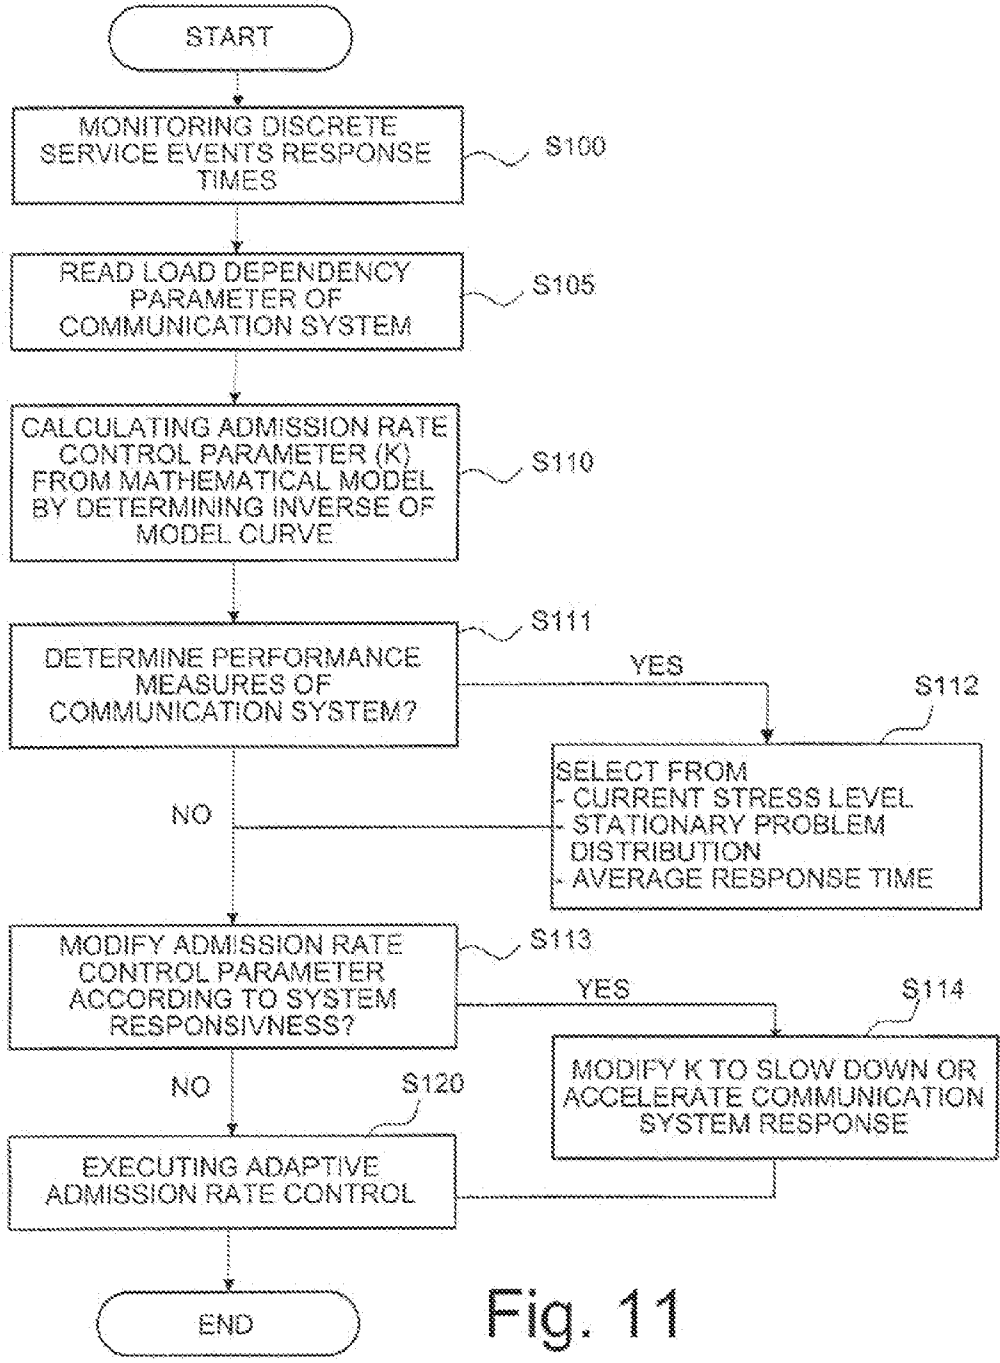 START
MONITORING DISCRETE
SERVICE EVENTS RESPONSE
TIMES
S100
READ LOAD DEPENDENCY
PARAMETER OF
COMMUNICATION SYSTEM
S105
CALCULATING ADMISSION RATE
CONTROL PARAMETER (K)
FROM MATHEMATICAL MODEL
BY DETERMINING INVERSE OF
MODEL CURVE
S110
S111
DETERMINE PERFORMANCE
MEASURES OF
COMMUNICATION SYSTEM?
YES
S112
SELECT FROM
- CURRENT STRESS LEVEL
- STATIONARY PROBLEM
DISTRIBUTION
- AVERAGE RESPONSE TIME
NO
MODIFY ADMISSION RATE
CONTROL PARAMETER
ACCORDING TO SYSTEM
RESPONSIVNESS?
S113
YES
S114
MODIFY K TO SLOW DOWN OR
ACCELERATE COMMUNICATION
SYSTEM RESPONSE
NO
S120
EXECUTING ADAPTIVE
ADMISSION RATE CONTROL
END
Fig. 11